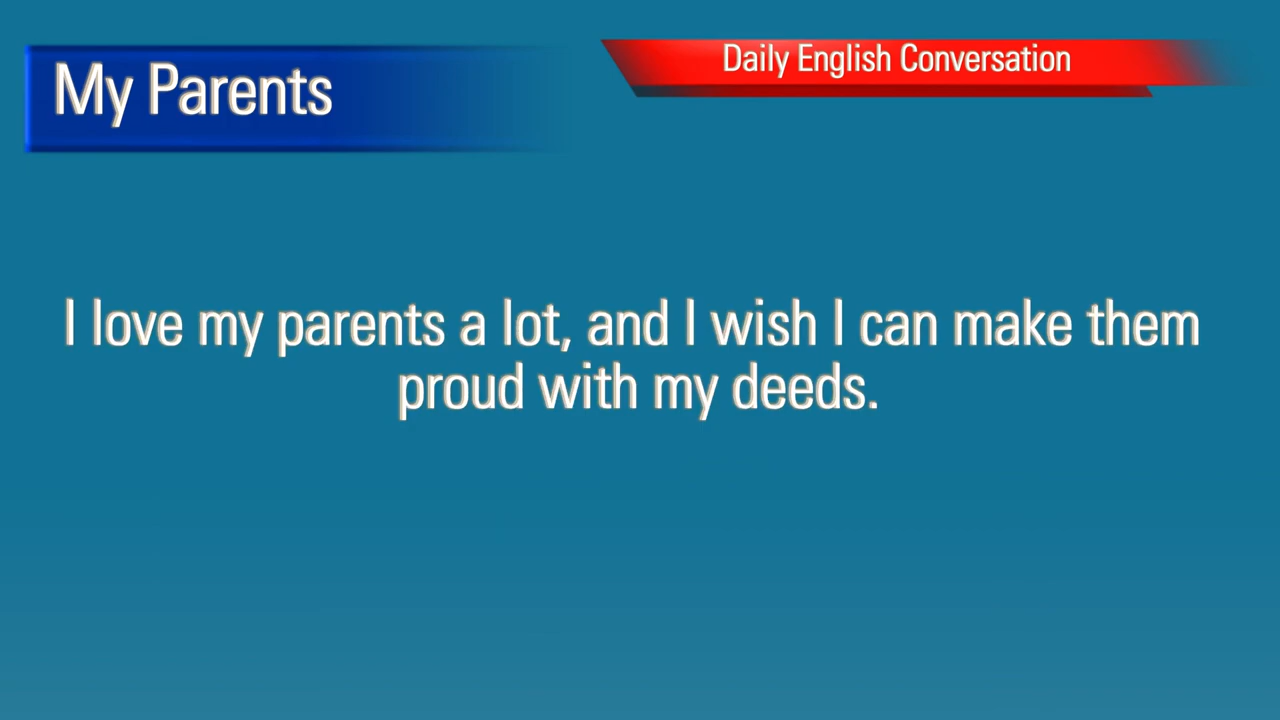 My Parents
Daily English Conversation
I love my parents a lot, and I wish I can make them
proud with my deeds.